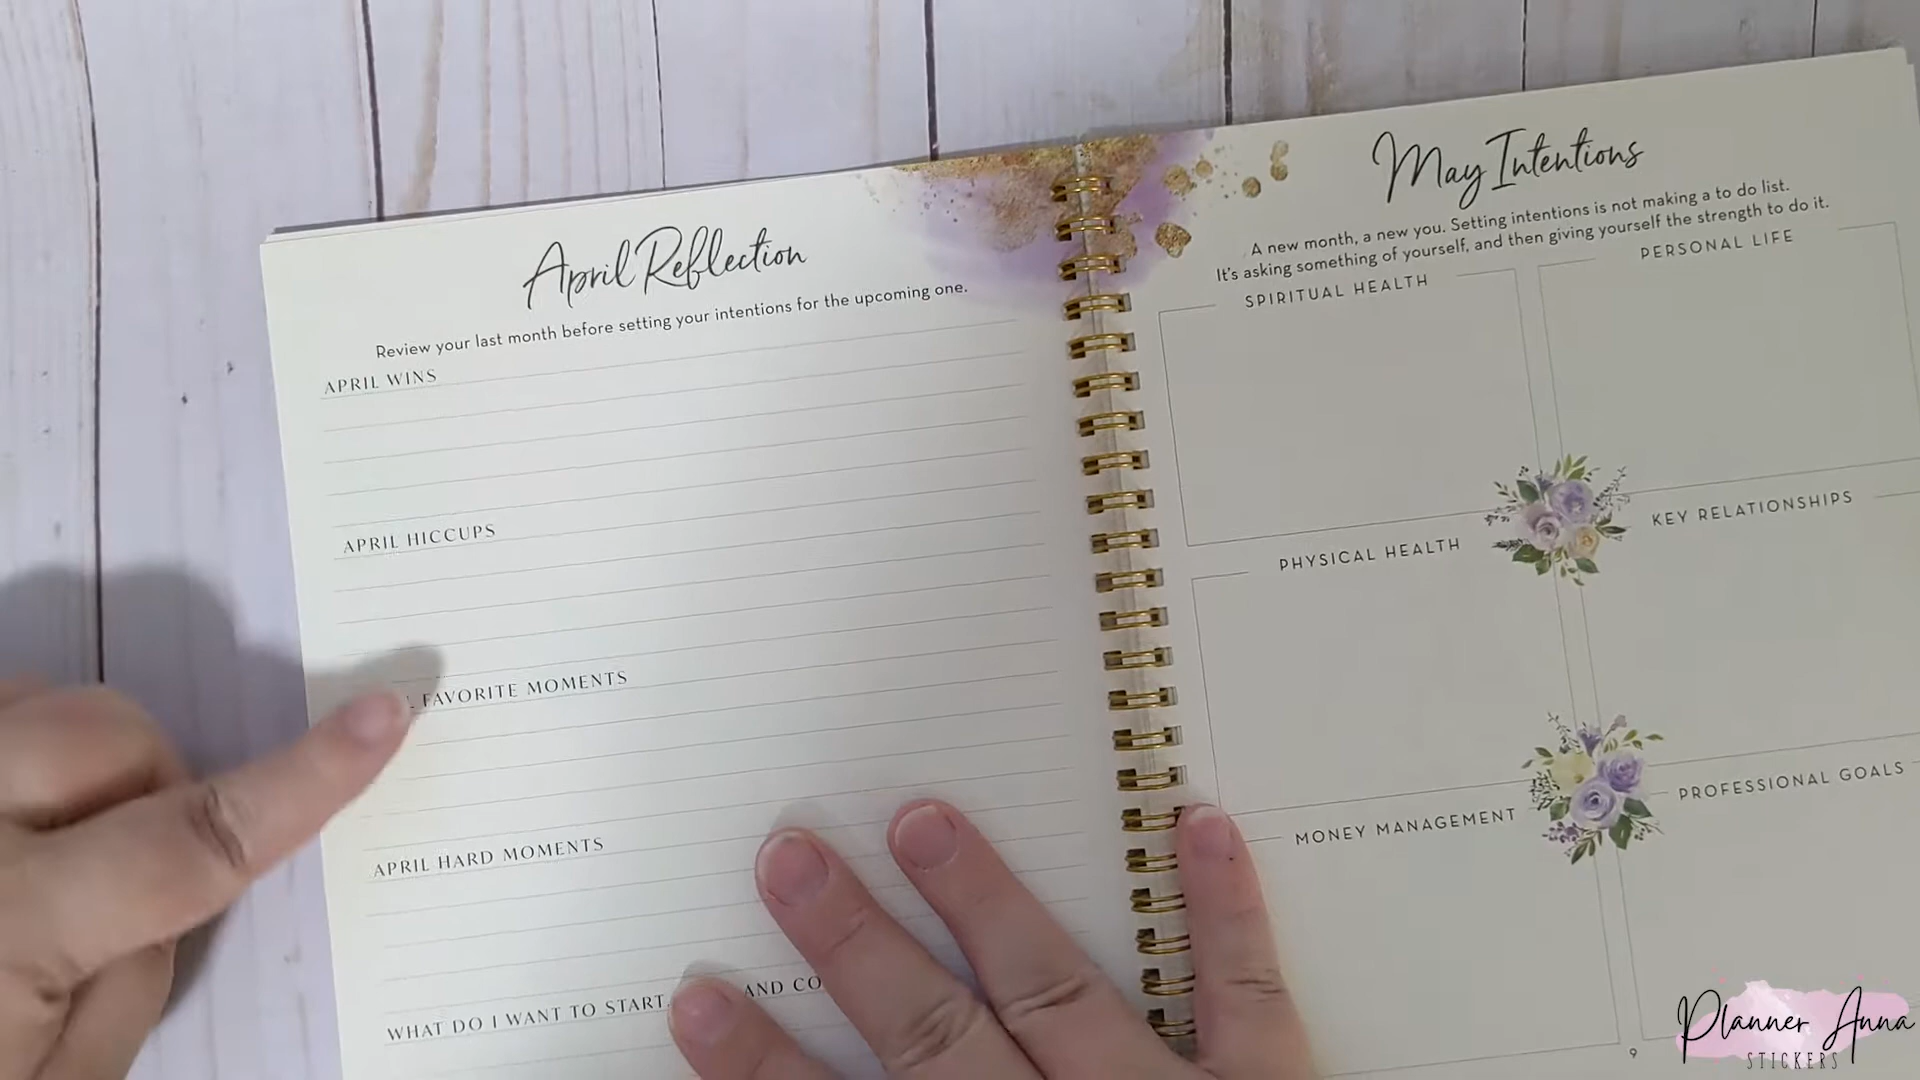 April Reflection
Review your last month before setting your intentions for the upcoming one.
APRIL WINS
APRIL HICCUPS
FAVORITE MOMENTS
APRIL HARD MOMENTS
WHAT DO I WANT TO START, AND
May Intentions
A new month, a new you. Setting intentions is not making a to do list.
It's asking something of yourself, and then giving yourself the strength to do it.
SPIRITUAL HEALTH
PERSONAL LIFE
PHYSICAL HEALTH
KEY RELATIONSHIPS
MONEY MANAGEMENT
PROFESSIONAL GOALS
9
Planner Anna
STICKERS